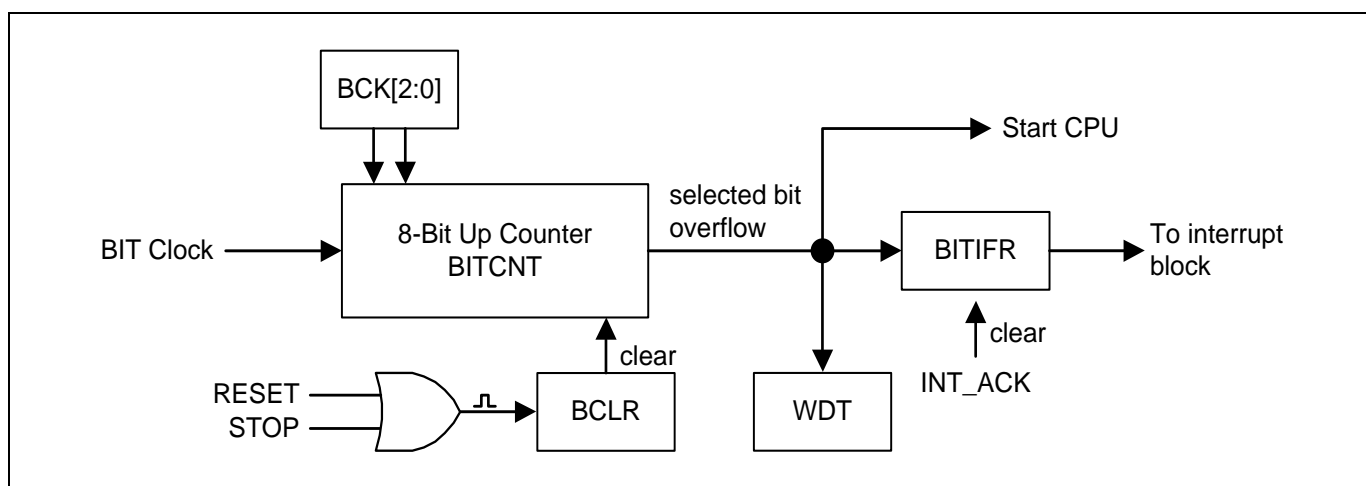 BCK[2:0]
Start CPU
selected bit
overflow
8-Bit Up Counter
BITCNT
BIT Clock
BITIFR
To interrupt
block
clear
clear
RESET
STOP
BCLR
WDT
INT_ACK